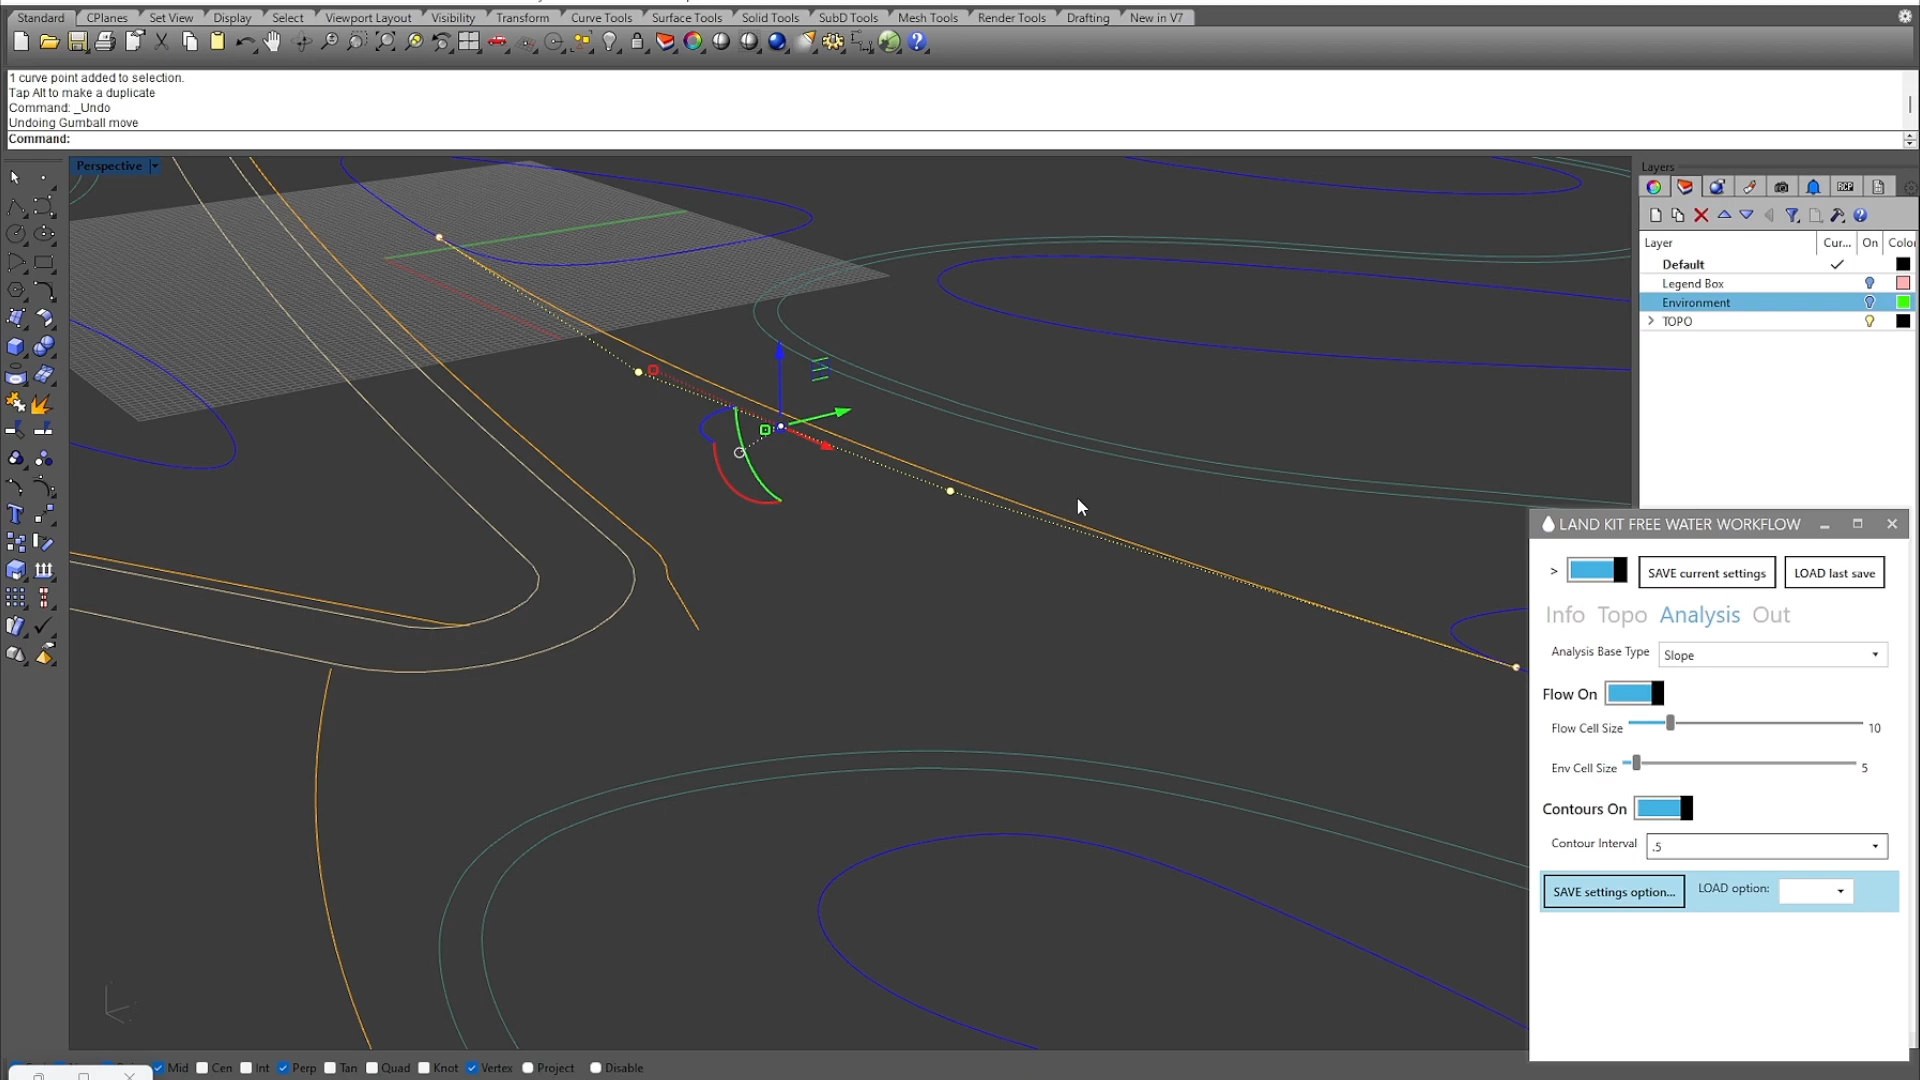 Standard CPlanes Set View Display Select Viewport Layout Visibility Transform Curve Tools Surface Tools Solid Tools SubD Tools Mesh Tools Render Tools Drafting New in V7
1 curve point added to selection.
Tap Alt to make a duplicate
Command: _Undo
Undoing Gumball move
Command:
Perspective
Layers
Layer Cur... On Color
Default
Legend Box
Environment
> TOPO
LAND KIT FREE WATER WORKFLOW
> SAVE current settings LOAD last save
Info Topo Analysis Out
Analysis Base Type Slope
Flow On
Flow Cell Size 10
Env Cell Size 5
Contours On
Contour Interval .5
SAVE settings option... LOAD option:
Mid Cen Int Perp Tan Quad Knot Vertex Project Disable